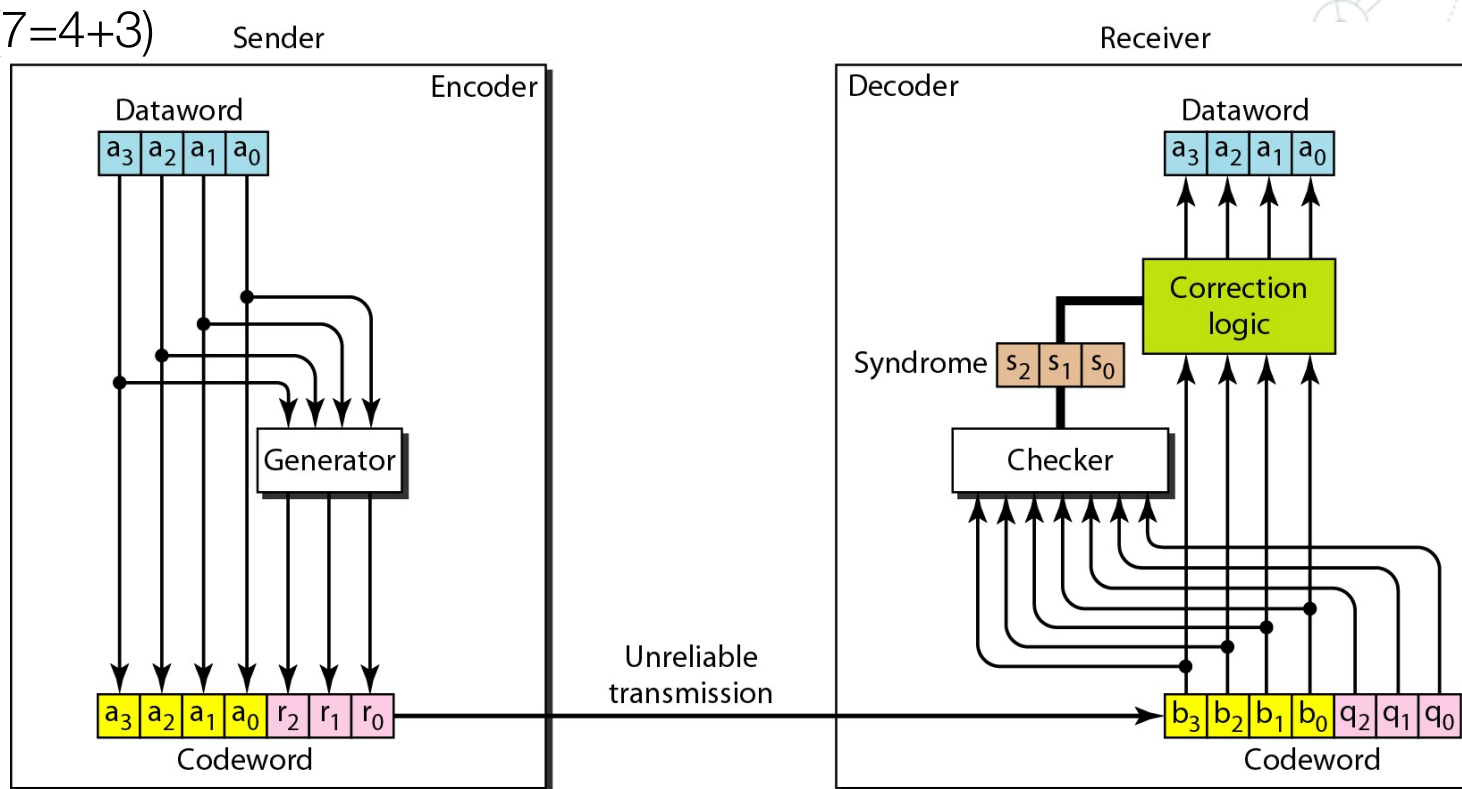 7=4+3)
Sender
Receiver
Encoder
Decoder
Dataword
a3 a2 a1 a0
Dataword
a3 a2 a1 a0
Correction
logic
Syndrome
s2 s1 s0
Generator
Checker
Unreliable
transmission
a3 a2 a1 a0 r2 r1 r0
Codeword
b3 b2 b1 b0 q2 q1 q0
Codeword